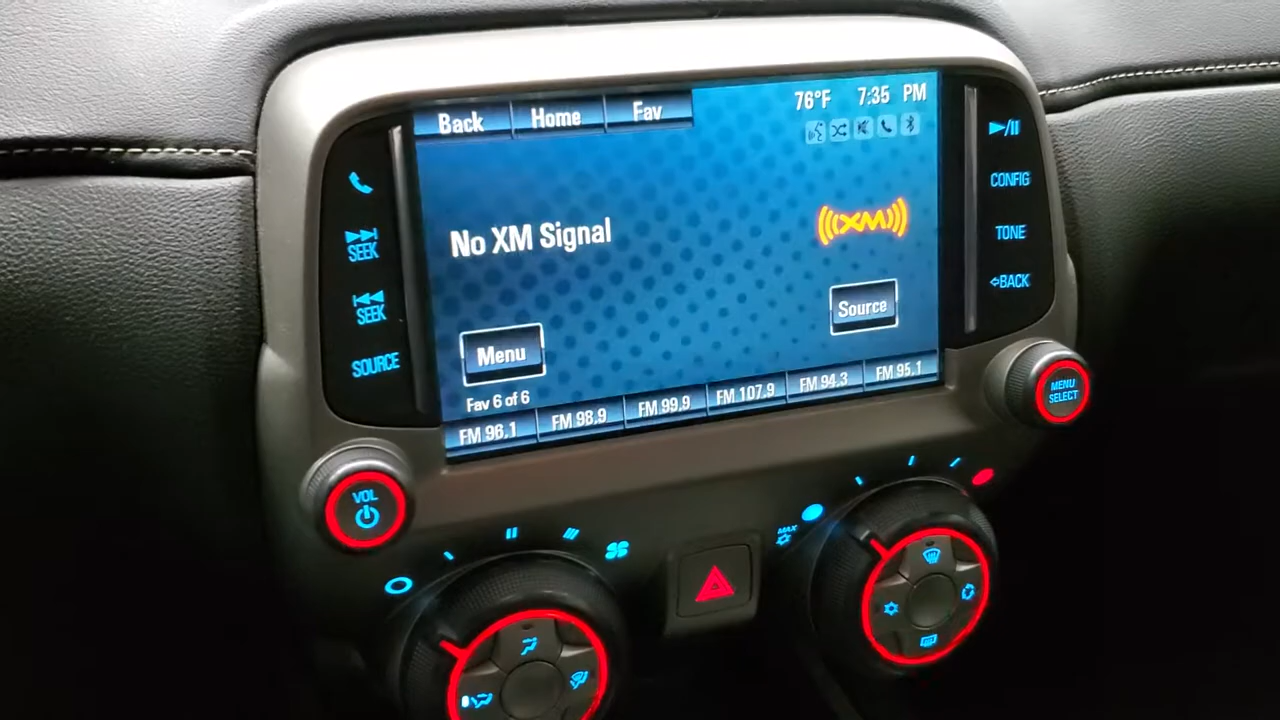 Back Home Fav
76°F 7:35 PM
No XM Signal
((XM))
Menu
Source
Fav 6 of 6
FM 96.1 FM 98.9 FM 99.9 FM 107.9 FM 94.3 FM 95.1
SEEK
SEEK
SOURCE
CONFIG
TONE
BACK
VOL
MENU
SELECT
MAX